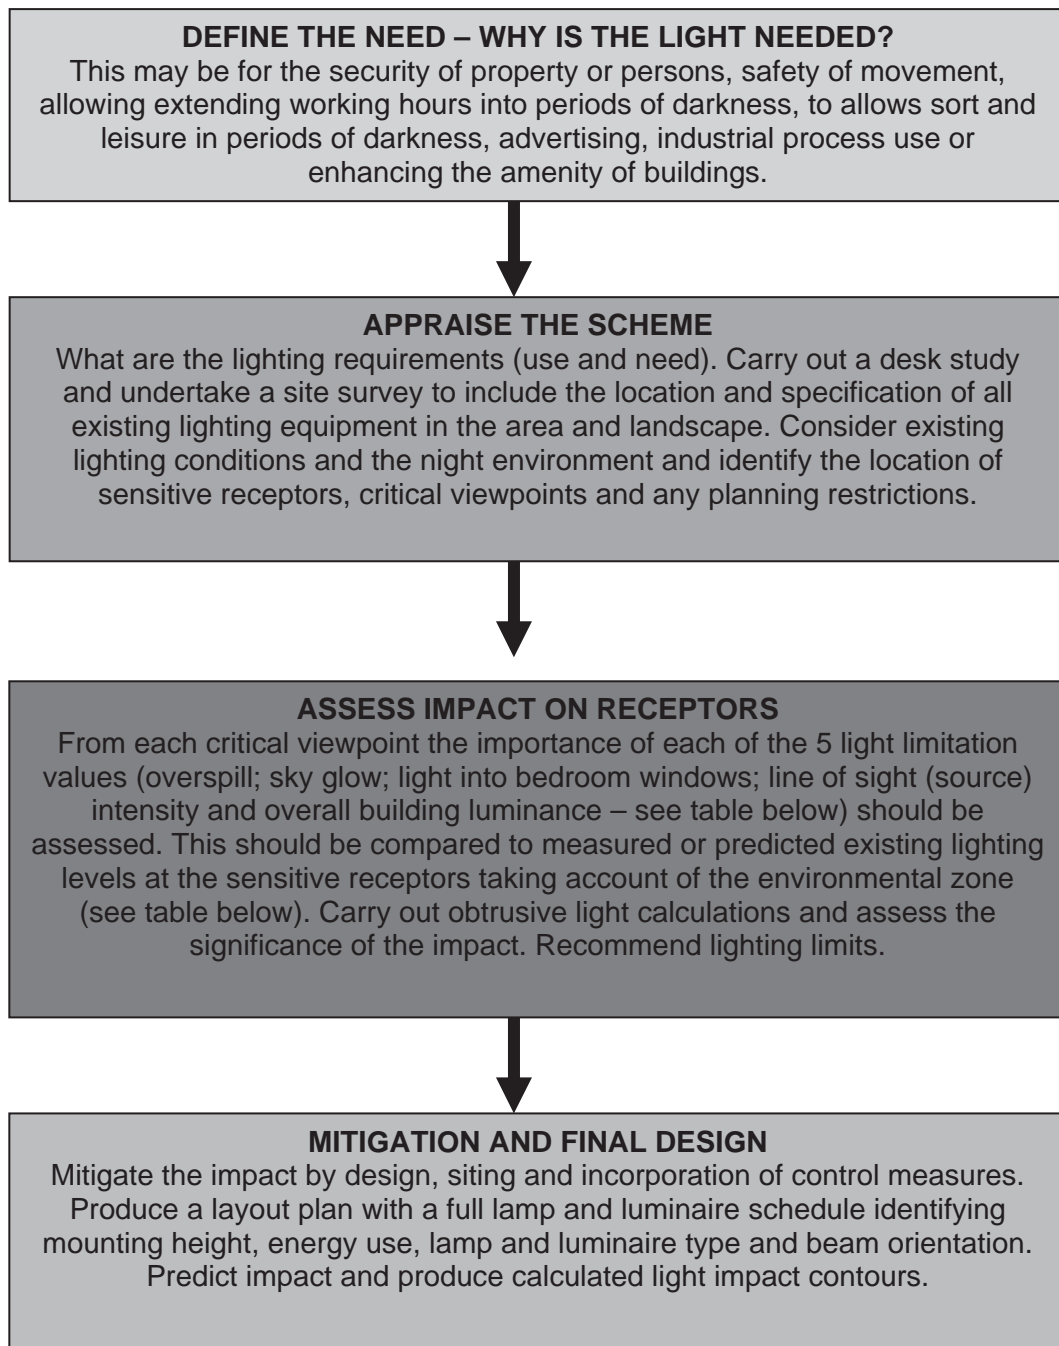 DEFINE THE NEED – WHY IS THE LIGHT NEEDED?
This may be for the security of property or persons, safety of movement,
allowing extending working hours into periods of darkness, to allows sort and
leisure in periods of darkness, advertising, industrial process use or
enhancing the amenity of buildings.
APPRAISE THE SCHEME
What are the lighting requirements (use and need). Carry out a desk study
and undertake a site survey to include the location and specification of all
existing lighting equipment in the area and landscape. Consider existing
lighting conditions and the night environment and identify the location of
sensitive receptors, critical viewpoints and any planning restrictions.
ASSESS IMPACT ON RECEPTORS
From each critical viewpoint the importance of each of the 5 light limitation
values (overspill; sky glow; light into bedroom windows; line of sight (source)
intensity and overall building luminance – see table below) should be
assessed. This should be compared to measured or predicted existing lighting
levels at the sensitive receptors taking account of the environmental zone
(see table below). Carry out obtrusive light calculations and assess the
significance of the impact. Recommend lighting limits.
MITIGATION AND FINAL DESIGN
Mitigate the impact by design, siting and incorporation of control measures.
Produce a layout plan with a full lamp and luminaire schedule identifying
mounting height, energy use, lamp and luminaire type and beam orientation.
Predict impact and produce calculated light impact contours.